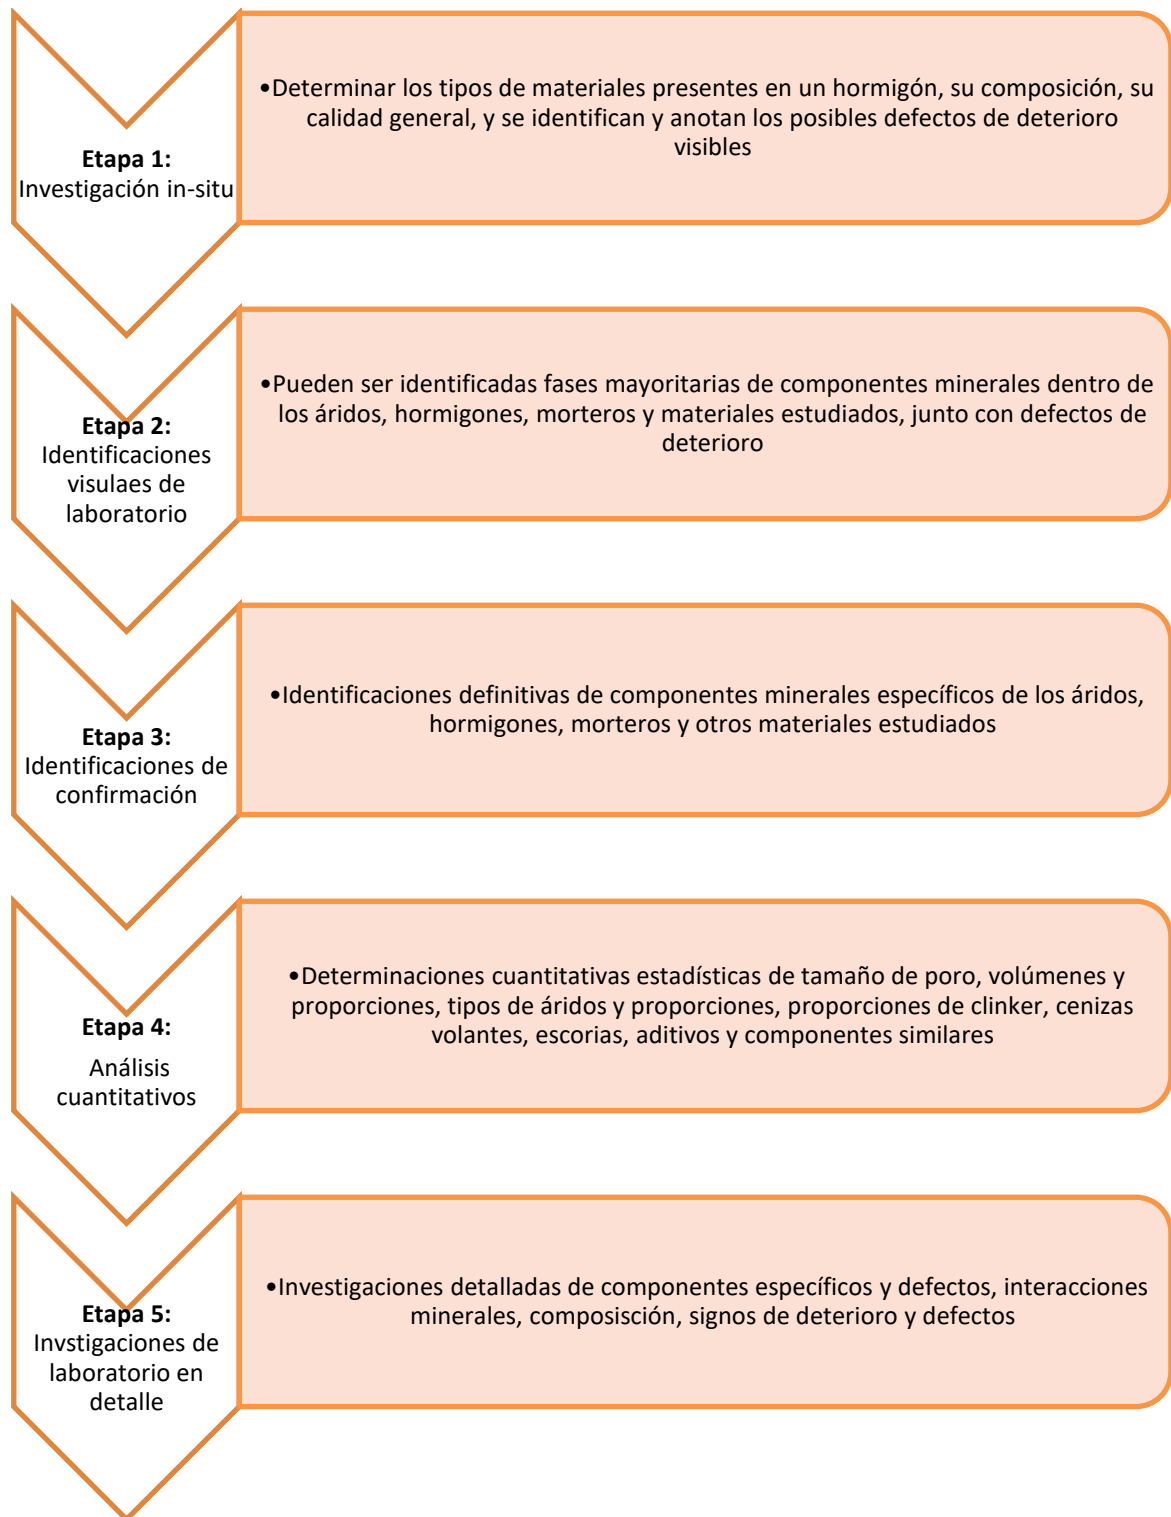 Etapa 1:
Investigación in-situ
•Determinar los tipos de materiales presentes en un hormigón, su composición, su
calidad general, y se identifican y anotan los posibles defectos de deterioro
visibles
Etapa 2:
Identificaciones
visulaes de
laboratorio
•Pueden ser identificadas fases mayoritarias de componentes minerales dentro de
los áridos, hormigones, morteros y materiales estudiados, junto con defectos de
deterioro
Etapa 3:
Identificaciones de
confirmación
•Identificaciones definitivas de componentes minerales específicos de los áridos,
hormigones, morteros y otros materiales estudiados
Etapa 4:
Análisis
cuantitativos
•Determinaciones cuantitativas estadísticas de tamaño de poro, volúmenes y
proporciones, tipos de áridos y proporciones, proporciones de clinker, cenizas
volantes, escorias, aditivos y componentes similares
Etapa 5:
Invstigaciones de
laboratorio en
detalle
•Investigaciones detalladas de componentes específicos y defectos, interacciones
minerales, composisción, signos de deterioro y defectos